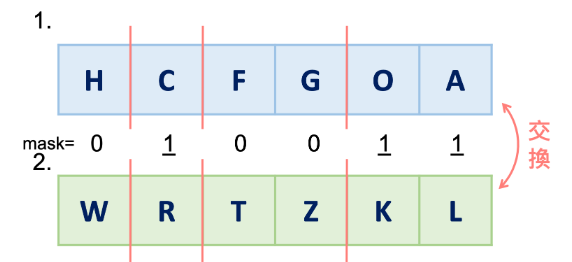 1.
H C F G O A
mask= 0 1 0 0 1 1
交換
2.
W R T Z K L